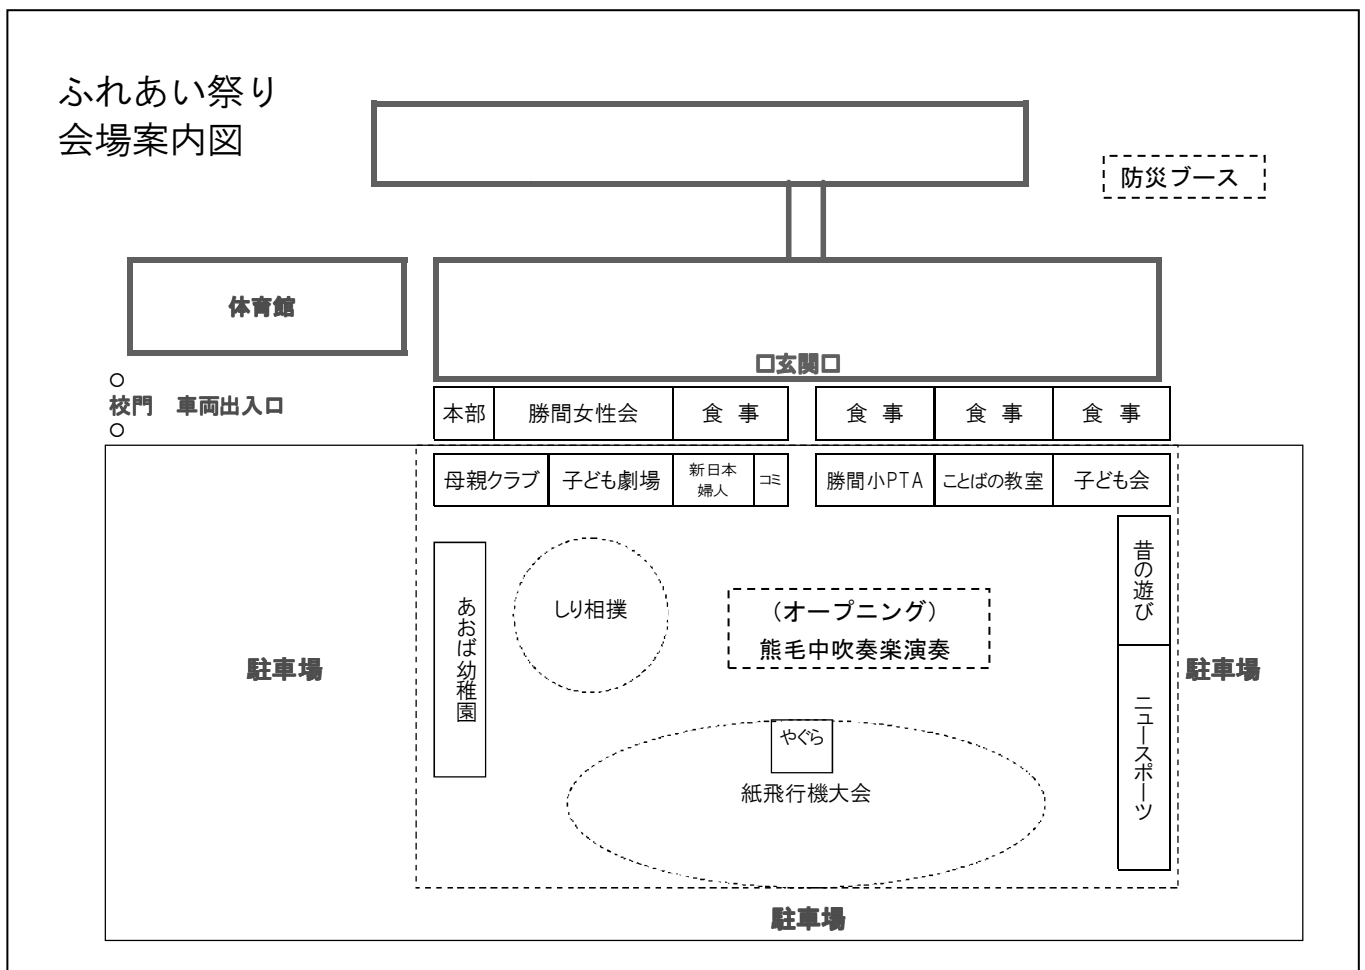 ふれあい祭り
会場案内図
防災ブース
体育館
玄関
校門 車両出入口
本部 勝間女性会 食 事 食 事 食 事 食 事
母親クラブ 子ども劇場 新日本
婦人
コミ 勝間小PTA ことばの教室 子ども会
昔の遊び
あおば幼稚園
しり相撲
(オープニング)
熊毛中吹奏楽演奏
駐車場
駐車場
ニュースポーツ
やぐら
紙飛行機大会
駐車場